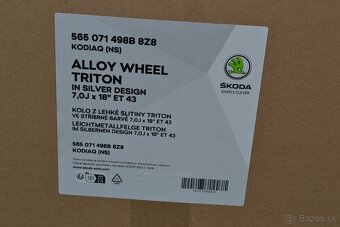 565 071 498B 8Z8
KODIAQ (NS)
ALLOY WHEEL
TRITON
IN SILVER DESIGN
7,0J x 18" ET 43
ŠKODA
SIMPLY CLEVER
KOLO Z LEHKÉ SLITINY TRITON
VE STŘÍBRNÉ BARVĚ 7,0J x 18" ET 43
LEICHTMETALLFELGE TRITON
IM SILBERNEN DESIGN 7,0J x 18" ET 43
565 071 498B 8Z8
KODIAQ (NS)
bazos.sk